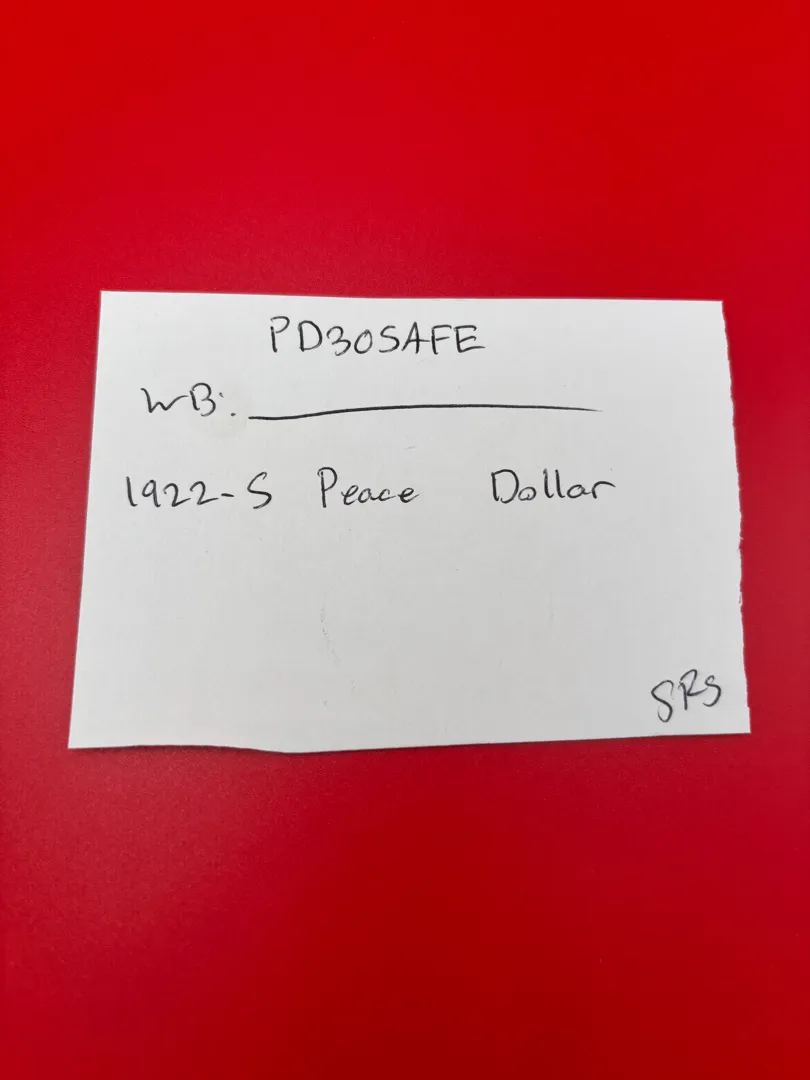 PD30SAFE
WB:
1922-S Peace Dollar
SRS